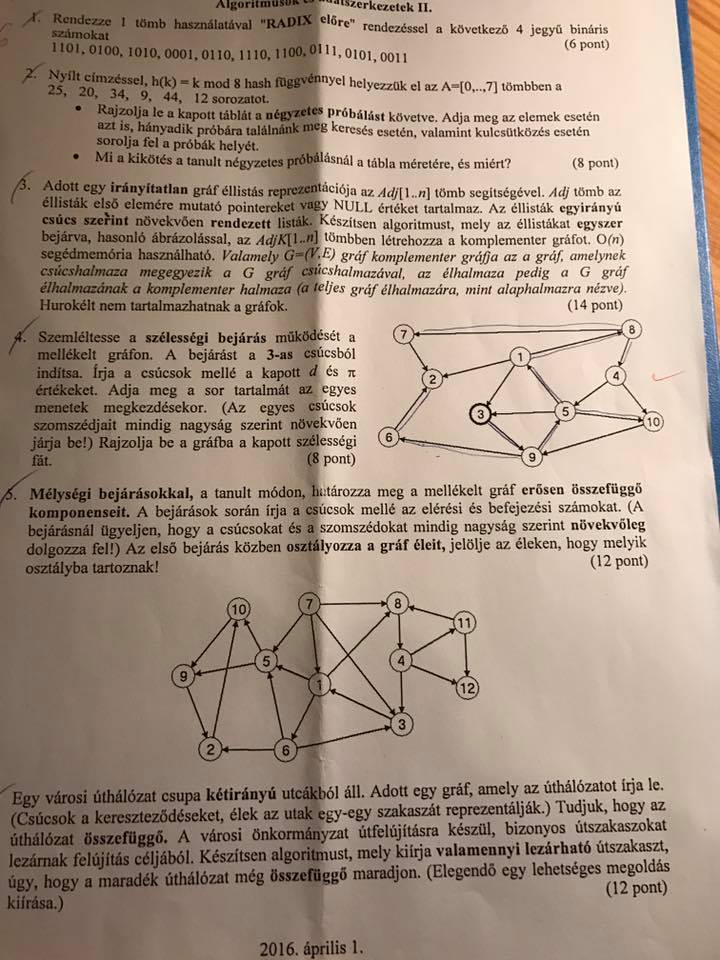 Algoritmusok és adatszerkezetek II.
1. Rendezze 1 tömb használatával "RADIX előre" rendezéssel a következő 4 jegyű bináris
számokat (6 pont)
1101, 0100, 1010, 0001, 0110, 1110, 1100, 0111, 0101, 0011
2. Nyílt címzéssel, h(k) = k mod 8 hash függvénnyel helyezzük el az A=[0,..,7] tömbben a
25, 20, 34, 9, 44, 12 sorozatot.
• Rajzolja le a kapott táblát a négyzetes próbálást követve. Adja meg az elemek esetén
azt is, hányadik próbára találnánk meg keresés esetén, valamint kulcsütközés esetén
sorolja fel a próbák helyét.
• Mi a kikötés a tanult négyzetes próbálásnál a tábla méretére, és miért? (8 pont)
3. Adott egy irányítatlan gráf éllistás reprezentációja az Adj[1..n] tömb segítségével. Adj tömb az
éllisták első elemére mutató pointereket vagy NULL értéket tartalmaz. Az éllisták egyirányú
csúcs szerint növekvően rendezett listák. Készítsen algoritmust, mely az éllistákat egyszer
bejárva, hasonló ábrázolással, az AdjK[1..n] tömbben létrehozza a komplementer gráfot. O(n)
segédmemória használható. Valamely G=(V,E) gráf komplementer gráfja az a gráf, amelynek
csúcshalmaza megegyezik a G gráf csúcshalmazával, az élhalmaza pedig a G gráf
élhalmazának a komplementer halmaza (a teljes gráf élhalmazára, mint alaphalmazra nézve).
Hurokélt nem tartalmazhatnak a gráfok. (14 pont)
4. Szemléltesse a szélességi bejárás működését a
mellékelt gráfon. A bejárást a 3-as csúcsból
indítsa. Írja a csúcsok mellé a kapott d és π
értékeket. Adja meg a sor tartalmát az egyes
menetek megkezdésekor. (Az egyes csúcsok
szomszédjait mindig nagyság szerint növekvően
járja be!) Rajzolja be a gráfba a kapott szélességi
fát. (8 pont)
7
8
1
2
4
3
5
10
6
9
5. Mélységi bejárásokkal, a tanult módon, határozza meg a mellékelt gráf erősen összefüggő
komponenseit. A bejárások során írja a csúcsok mellé az elérési és befejezési számokat. (A
bejárásnál ügyeljen, hogy a csúcsokat és a szomszédokat mindig nagyság szerint növekvőleg
dolgozza fel!) Az első bejárás közben osztályozza a gráf éleit, jelölje az éleken, hogy melyik
osztályba tartoznak! (12 pont)
10
7
8
11
5
4
9
1
12
3
2
6
Egy városi úthálózat csupa kétirányú utcákból áll. Adott egy gráf, amely az úthálózatot írja le.
(Csúcsok a kereszteződéseket, élek az utak egy-egy szakaszát reprezentálják.) Tudjuk, hogy az
úthálózat összefüggő. A városi önkormányzat útfelújításra készül, bizonyos útszakaszokat
lezárnak felújítás céljából. Készítsen algoritmust, mely kiírja valamennyi lezárható útszakaszt,
úgy, hogy a maradék úthálózat még összefüggő maradjon. (Elegendő egy lehetséges megoldás
kiírása.) (12 pont)
2016. április 1.